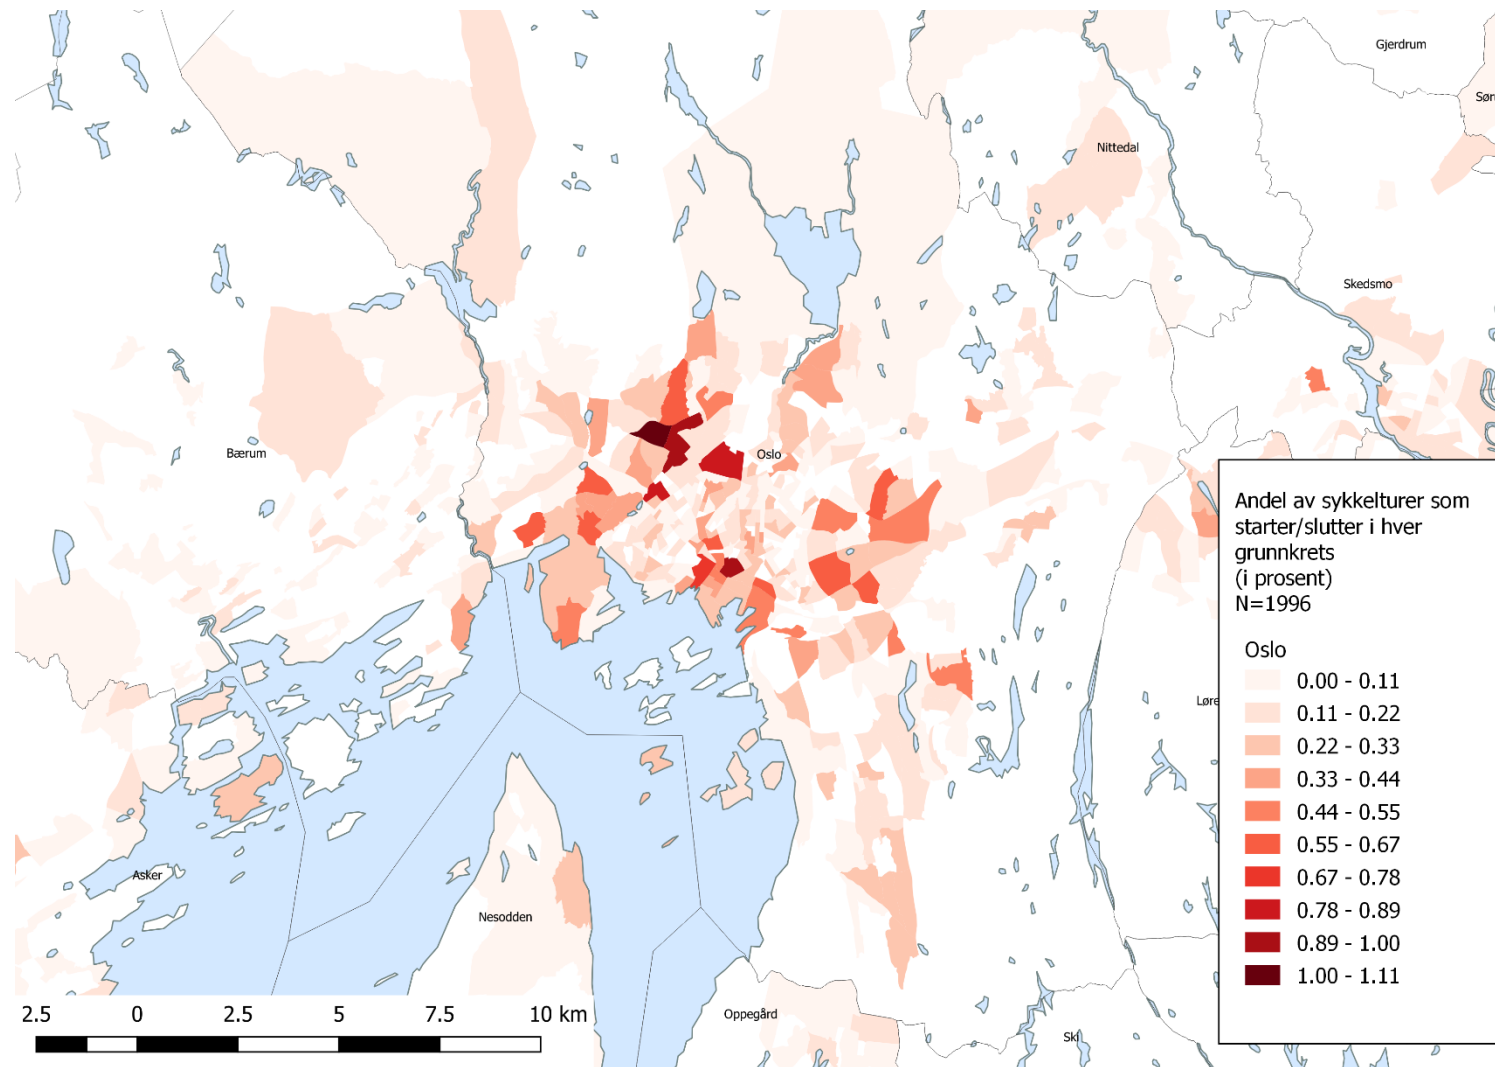 Gjerdrum
Sør
Nittedal
Skedsmo
Bærum
Oslo
Andel av sykkelturer som
starter/slutter i hver
grunnkrets
(i prosent)
N=1996
Oslo
0.00 - 0.11
0.11 - 0.22
0.22 - 0.33
0.33 - 0.44
0.44 - 0.55
0.55 - 0.67
0.67 - 0.78
0.78 - 0.89
0.89 - 1.00
1.00 - 1.11
Løre
Asker
Nesodden
Oppegård
Ski
2.5 0 2.5 5 7.5 10 km